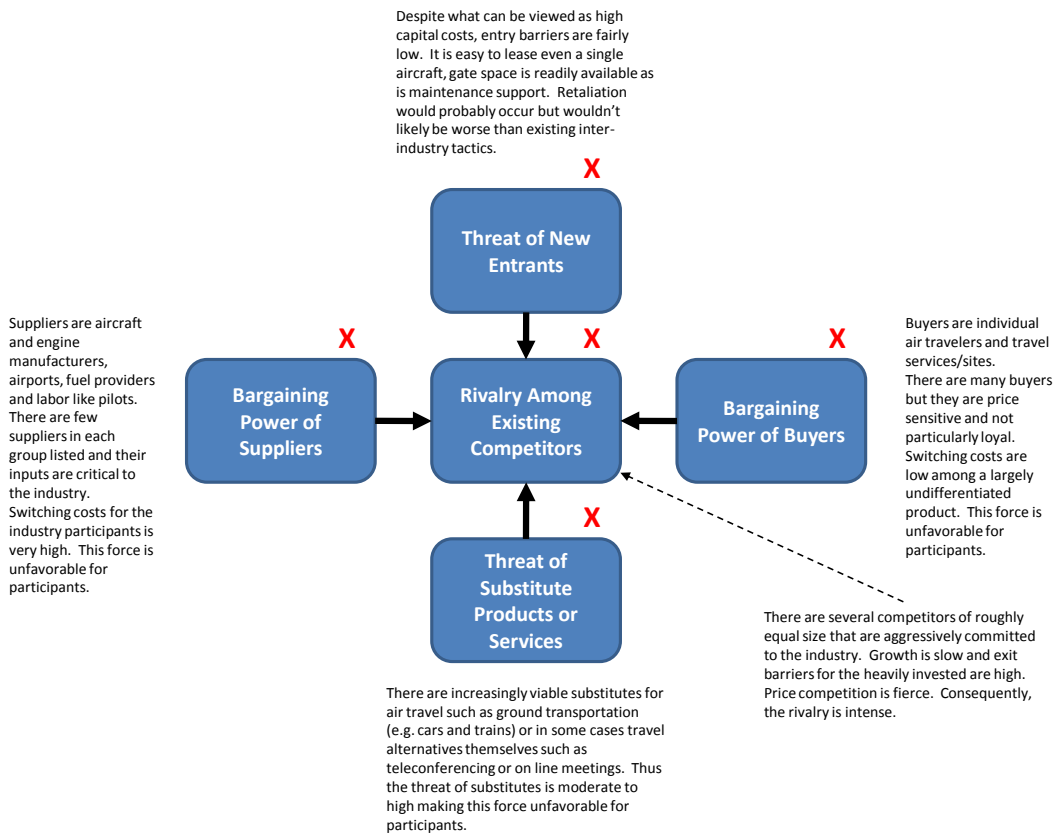 Despite what can be viewed as high
capital costs, entry barriers are fairly
low.  It is easy to lease even a single
aircraft, gate space is readily available as
is maintenance support.  Retaliation
would probably occur but wouldn't
likely be worse than existing inter-
industry tactics.
X
Threat of New
Entrants
Suppliers are aircraft
and engine
manufacturers,
airports, fuel providers
and labor like pilots.
There are few
suppliers in each
group listed and their
inputs are critical to
the industry.
Switching costs for the
industry participants is
very high.  This force is
unfavorable for
participants.
X
Bargaining
Power of
Suppliers
X
Rivalry Among
Existing
Competitors
X
Bargaining
Power of Buyers
Buyers are individual
air travelers and travel
services/sites.
There are many buyers
but they are price
sensitive and not
particularly loyal.
Switching costs are
low among a largely
undifferentiated
product.  This force is
unfavorable for
participants.
X
Threat of
Substitute
Products or
Services
There are several competitors of roughly
equal size that are aggressively committed
to the industry.  Growth is slow and exit
barriers for the heavily invested are high.
Price competition is fierce.  Consequently,
the rivalry is intense.
There are increasingly viable substitutes for
air travel such as ground transportation
(e.g. cars and trains) or in some cases travel
alternatives themselves such as
teleconferencing or on line meetings.  Thus
the threat of substitutes is moderate to
high making this force unfavorable for
participants.